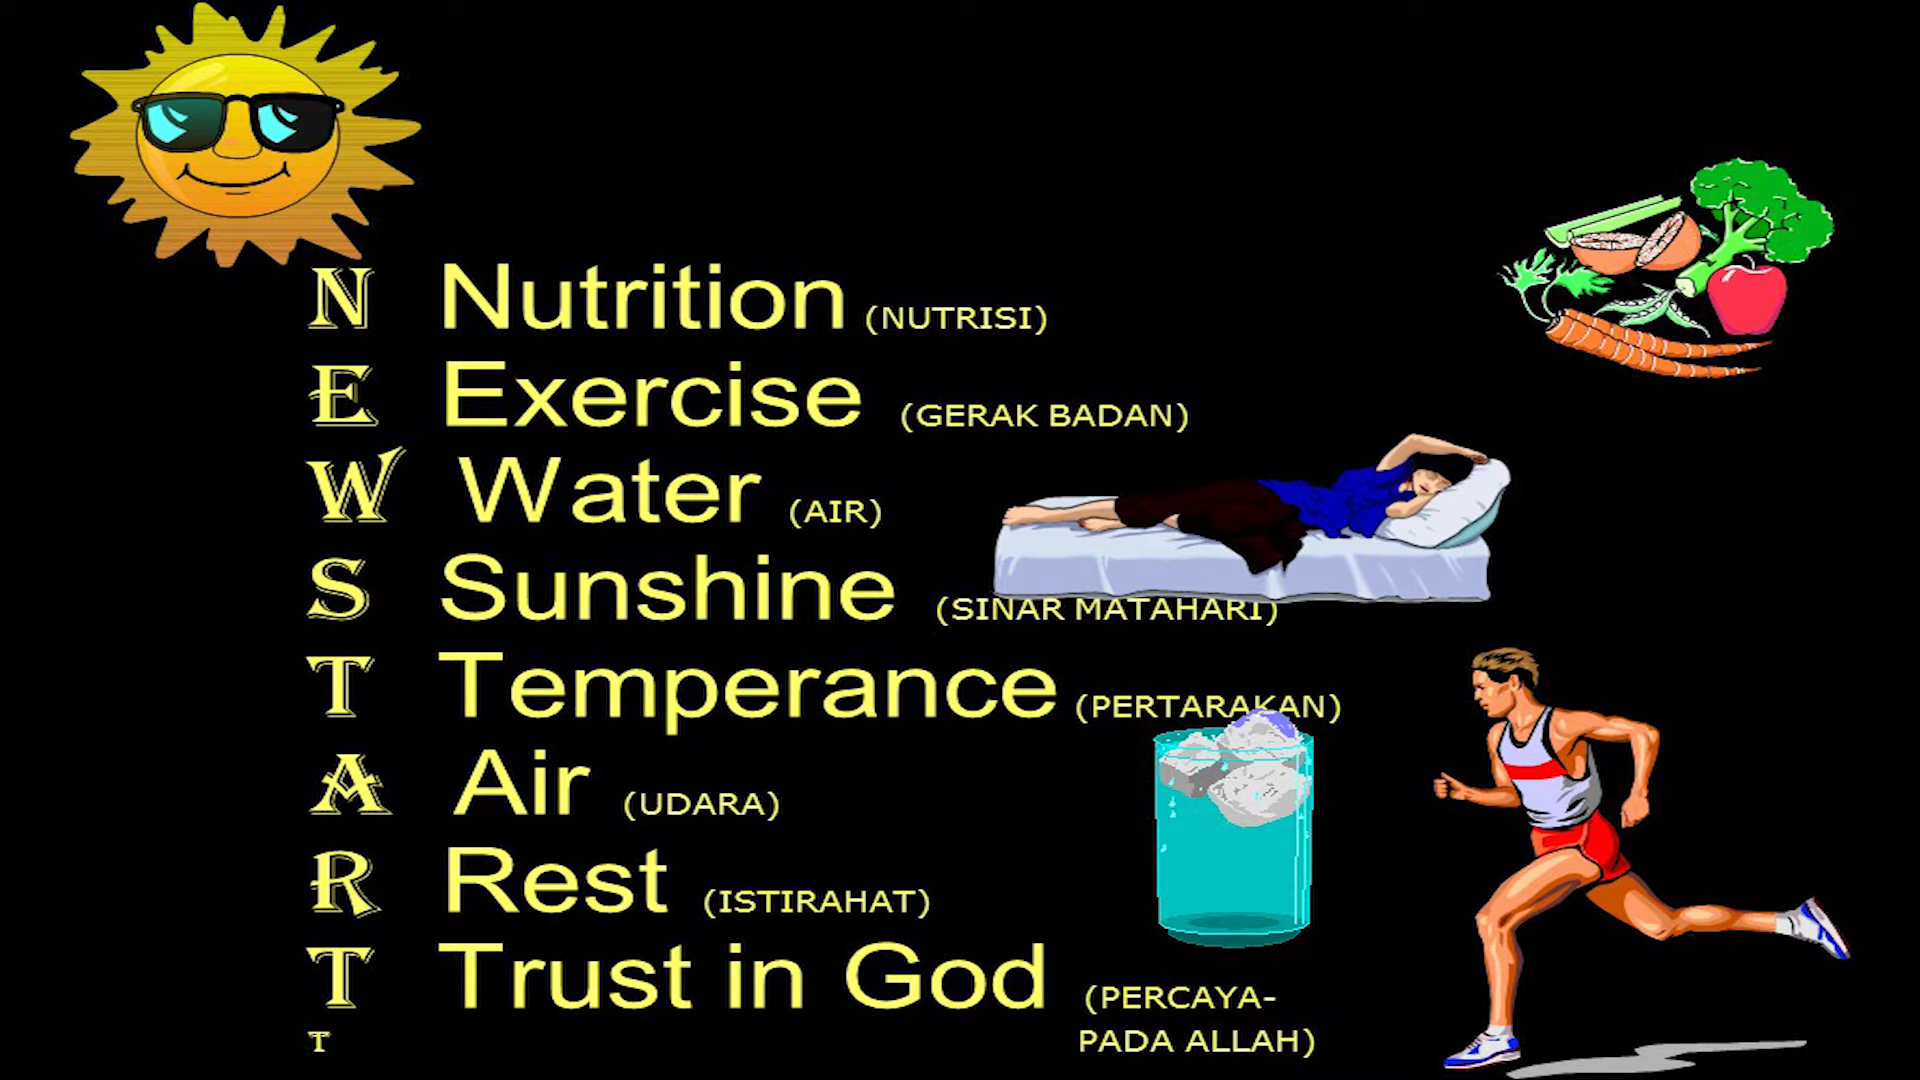 N Nutrition (NUTRISI)
E Exercise (GERAK BADAN)
W Water (AIR)
S Sunshine (SINAR MATAHARI)
T Temperance (PERTARAKAN)
A Air (UDARA)
R Rest (ISTIRAHAT)
T Trust in God (PERCAYA-
T PADA ALLAH)